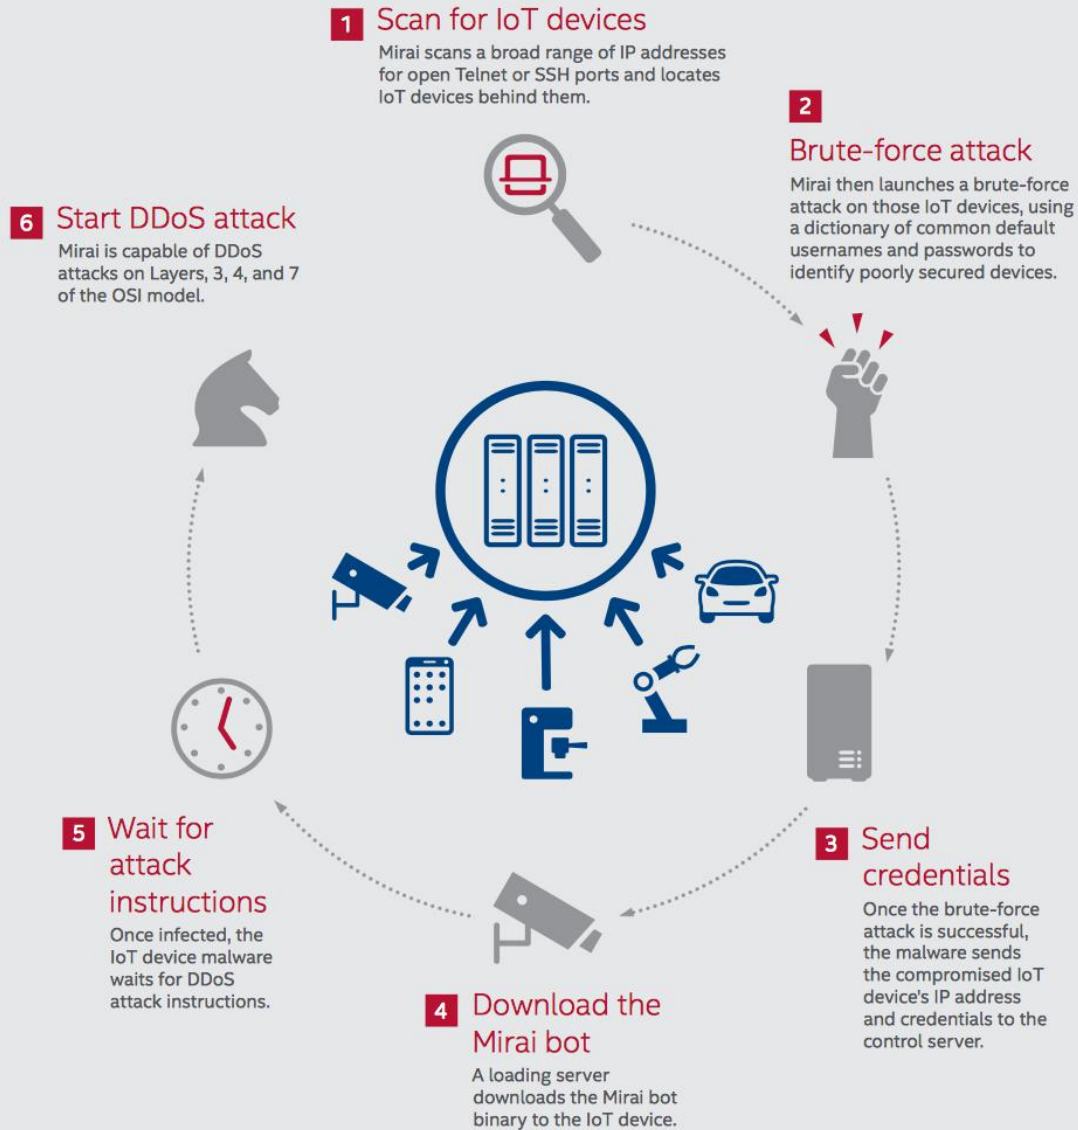 1 Scan for IoT devices
Mirai scans a broad range of IP addresses
for open Telnet or SSH ports and locates
IoT devices behind them.
2
Brute-force attack
Mirai then launches a brute-force
attack on those IoT devices, using
a dictionary of common default
usernames and passwords to
identify poorly secured devices.
3 Send
credentials
Once the brute-force
attack is successful,
the malware sends
the compromised IoT
device's IP address
and credentials to the
control server.
4 Download the
Mirai bot
A loading server
downloads the Mirai bot
binary to the IoT device.
5 Wait for
attack
instructions
Once infected, the
IoT device malware
waits for DDoS
attack instructions.
6 Start DDoS attack
Mirai is capable of DDoS
attacks on Layers, 3, 4, and 7
of the OSI model.